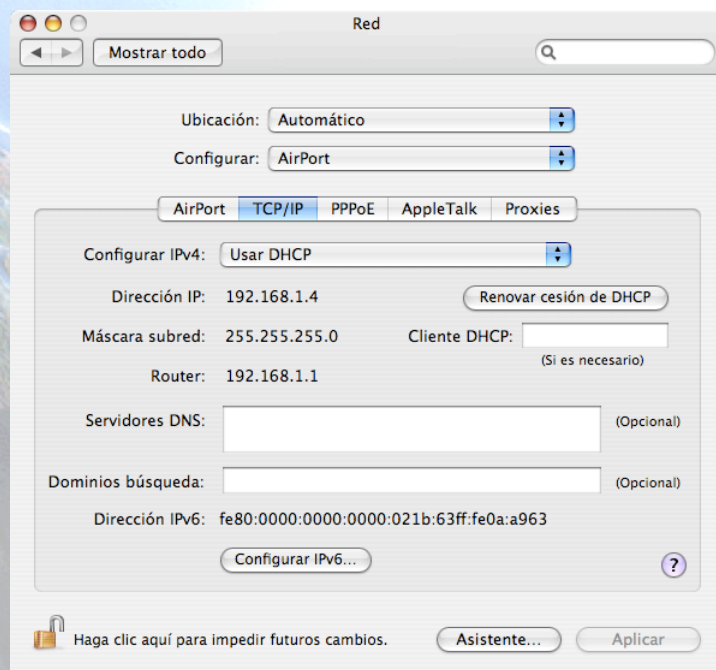 Red
Mostrar todo
Ubicación: Automático
Configurar: AirPort
AirPort TCP/IP PPPoE AppleTalk Proxies
Configurar IPv4: Usar DHCP
Dirección IP: 192.168.1.4 Renovar cesión de DHCP
Máscara subred: 255.255.255.0 Cliente DHCP:
(Si es necesario)
Router: 192.168.1.1
Servidores DNS: (Opcional)
Dominios búsqueda: (Opcional)
Dirección IPv6: fe80:0000:0000:0000:021b:63ff:fe0a:a963
Configurar IPv6... ?
Haga clic aquí para impedir futuros cambios. Asistente... Aplicar